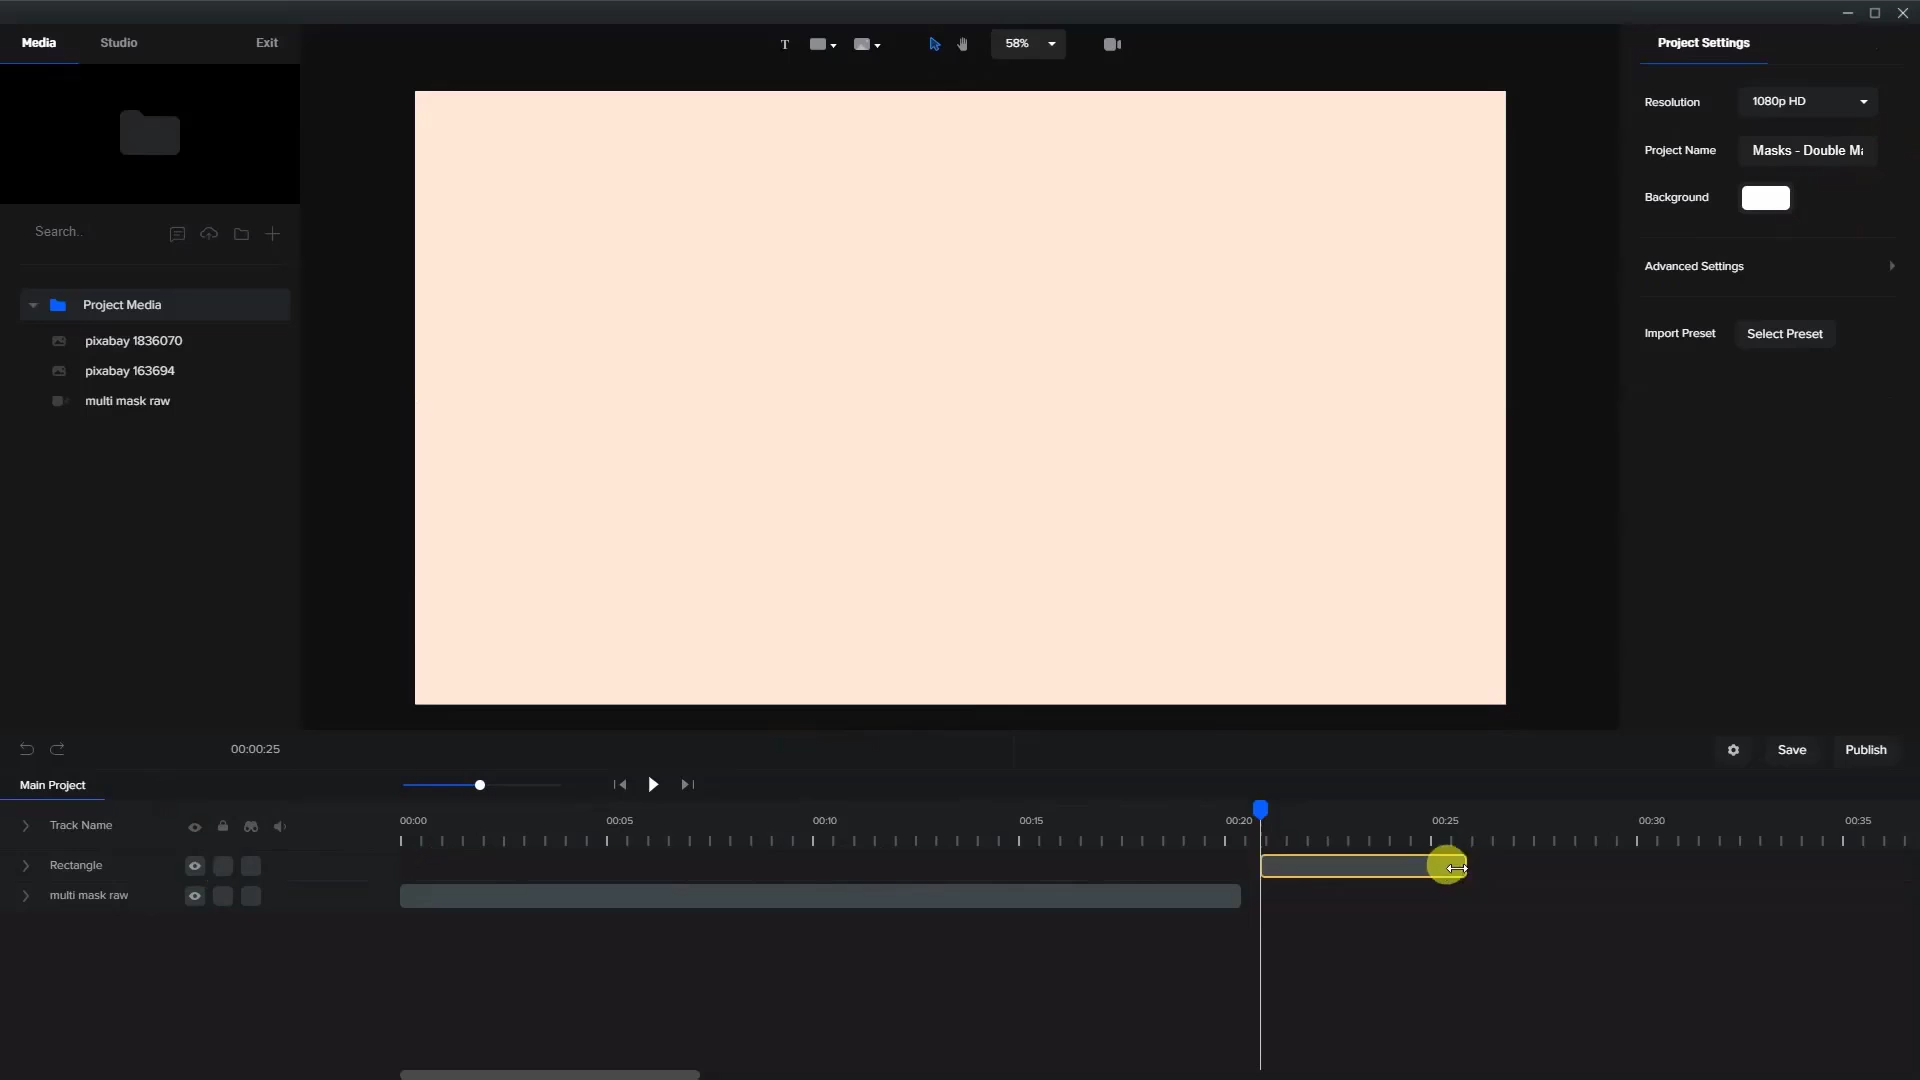 Media Studio Exit
T 58%
Project Settings
Resolution 1080p HD
Project Name Masks - Double Ma
Background
Advanced Settings
Import Preset Select Preset
Search..
Project Media
pixabay 1836070
pixabay 163694
multi mask raw
00:00:25
Save Publish
Main Project
Track Name
00:00 00:05 00:10 00:15 00:20 00:25 00:30 00:35
Rectangle
multi mask raw